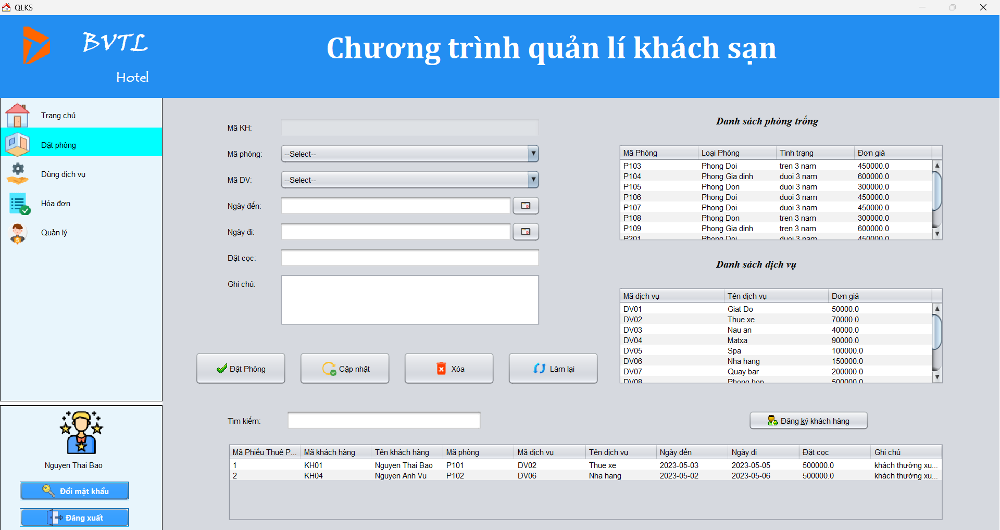 QLKS
BVTL
Hotel
Chương trình quản lí khách sạn
Trang chủ
Đặt phòng
Dùng dịch vụ
Hóa đơn
Quản lý
Nguyen Thai Bao
Đổi mật khẩu
Đăng xuất
Mã KH:
Mã phòng: --Select--
Mã DV: --Select--
Ngày đến:
Ngày đi:
Đặt cọc:
Ghi chú:
Đặt Phòng Cập nhật Xóa Làm lại
Danh sách phòng trống
Mã Phòng Loại Phòng Tình trạng Đơn giá
P103 Phong Doi tren 3 nam 450000.0
P104 Phong Gia dinh duoi 3 nam 600000.0
P105 Phong Don duoi 3 nam 300000.0
P106 Phong Doi duoi 3 nam 450000.0
P107 Phong Doi duoi 3 nam 450000.0
P108 Phong Don tren 3 nam 300000.0
P109 Phong Gia dinh tren 3 nam 600000.0
P201 Phong Doi duoi 3 nam 450000.0
Danh sách dịch vụ
Mã dịch vụ Tên dịch vụ Đơn giá
DV01 Giat Do 50000.0
DV02 Thue xe 70000.0
DV03 Nau an 40000.0
DV04 Matxa 90000.0
DV05 Spa 100000.0
DV06 Nha hang 150000.0
DV07 Quay bar 200000.0
DV08 Phong hop 500000.0
Tìm kiếm:
Đăng ký khách hàng
Mã Phiếu Thuê P... Mã khách hàng Tên khách hàng Mã phòng Mã dịch vụ Tên dịch vụ Ngày đến Ngày đi Đặt cọc Ghi chú
1 KH01 Nguyen Thai Bao P101 DV02 Thue xe 2023-05-03 2023-05-05 500000.0 khách thường xu...
2 KH04 Nguyen Anh Vu P102 DV06 Nha hang 2023-05-02 2023-05-06 500000.0 khách thường xu...